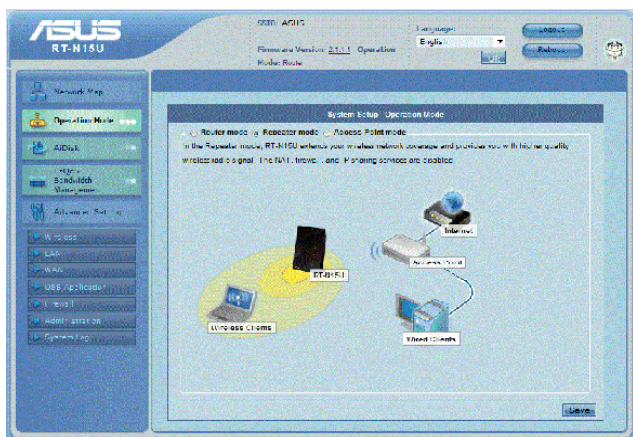 ASUS
RT-N15U
SSID: ASUS
Firmware Version: Operation
Mode: Router
Language:
English
Logout
Reboot
Network Map
Operation Mode
AiDisk
Bandwidth
Management
Advanced Setting
Wireless
LAN
WAN
USB Application
Firewall
Administration
System Log
System Setup - Operation Mode
Router mode Repeater mode Access Point mode
In the Repeater mode, RT-N15U extends your wireless network coverage and provides you with higher quality
wireless radio signal. The NAT, firewall, and IP sharing services are disabled.
Internet
Access Point
RT-N15U
Wireless Clients
Wired Clients
Save